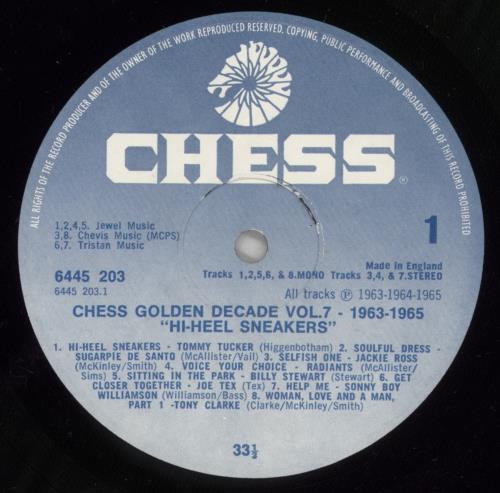 ALL RIGHTS OF THE RECORD PRODUCER AND OF THE OWNER OF THE WORK REPRODUCED RESERVED. COPYING, PUBLIC PERFORMANCE AND BROADCASTING OF THIS RECORD PROHIBITED
CHESS®
1,2,4,5. Jewel Music
3,8. Chevis Music (MCPS)
6,7. Tristan Music
1
6445 203
6445 203.1
Made in England
Tracks 1,2,5,6, & 8.MONO Tracks 3,4, & 7.STEREO
All tracks Ⓟ 1963-1964-1965
CHESS GOLDEN DECADE VOL.7 - 1963-1965
"HI-HEEL SNEAKERS"
1. HI-HEEL SNEAKERS - TOMMY TUCKER (Higgenbotham) 2. SOULFUL DRESS -
SUGARPIE DE SANTO (McAllister/Vail) 3. SELFISH ONE - JACKIE ROSS
(McKinley/Smith) 4. VOICE YOUR CHOICE - RADIANTS (McAllister/
Sims) 5. SITTING IN THE PARK - BILLY STEWART (Stewart) 6. GET
CLOSER TOGETHER - JOE TEX (Tex) 7. HELP ME - SONNY BOY
WILLIAMSON (Williamson/Bass) 8. WOMAN, LOVE AND A MAN,
PART 1 -TONY CLARKE (Clarke/McKinley/Smith)
33⅓